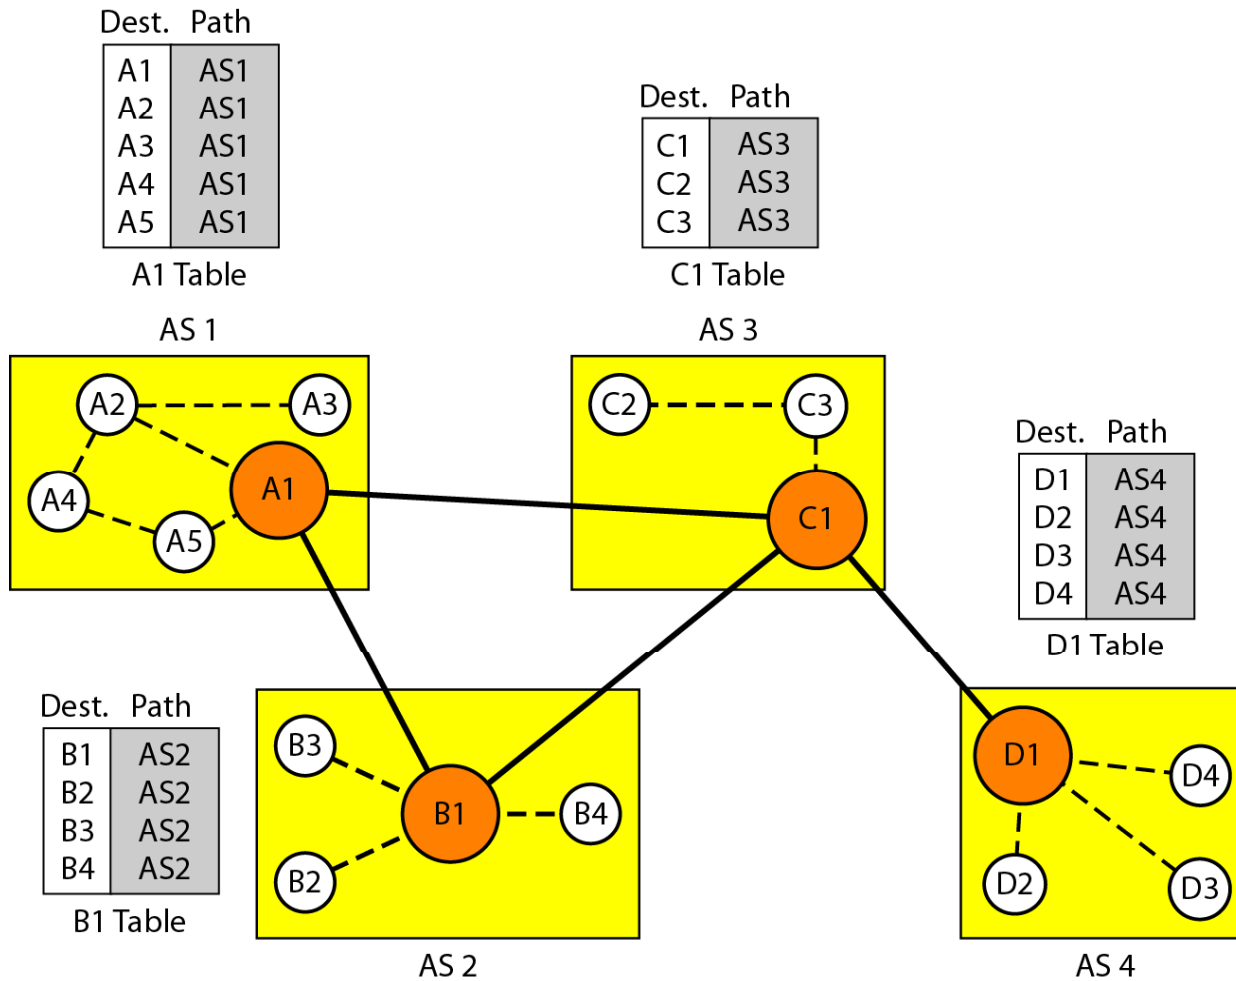 Dest. Path
A1 AS1
A2 AS1
A3 AS1
A4 AS1
A5 AS1
A1 Table
Dest. Path
C1 AS3
C2 AS3
C3 AS3
C1 Table
AS 1
A2
A3
A4
A1
A5
AS 3
C2
C3
C1
Dest. Path
D1 AS4
D2 AS4
D3 AS4
D4 AS4
D1 Table
Dest. Path
B1 AS2
B2 AS2
B3 AS2
B4 AS2
B1 Table
B3
B1
B4
B2
AS 2
D1
D4
D2
D3
AS 4